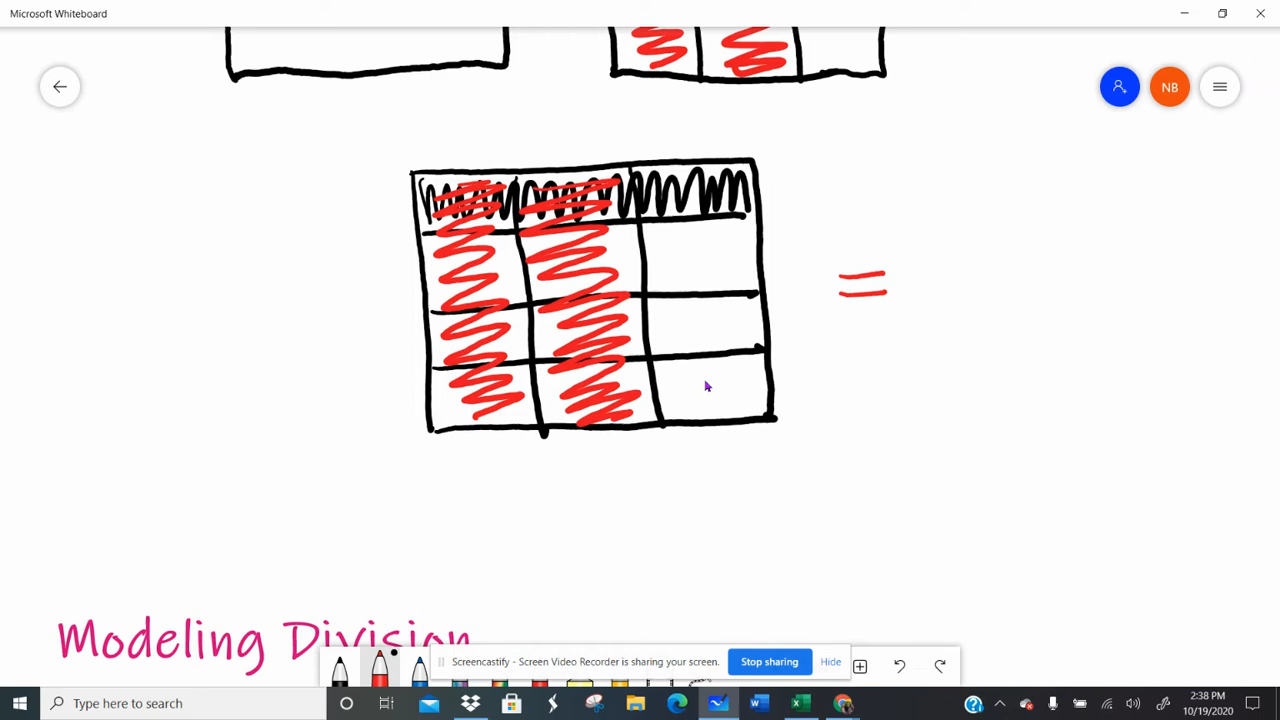 Microsoft Whiteboard
NB
=
Modeling Division
Screencastify - Screen Video Recorder is sharing your screen.
Stop sharing
Hide
Type here to search
2:38 PM
10/19/2020